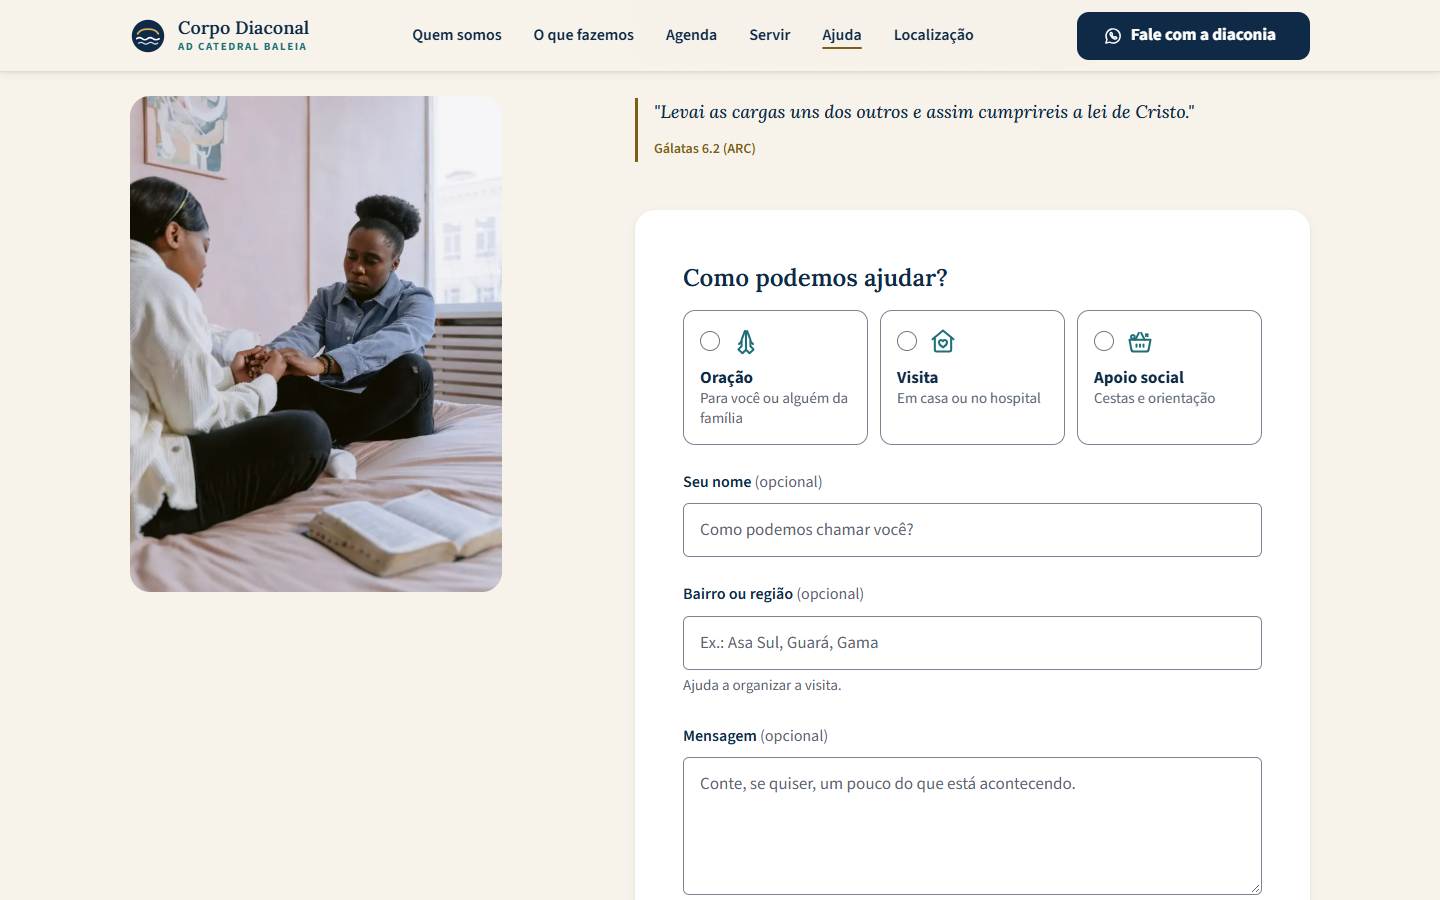 Corpo Diaconal
AD CATEDRAL BALEIA
Quem somos
O que fazemos
Agenda
Servir
Ajuda
Localização
Fale com a diaconia
"Levai as cargas uns dos outros e assim cumprireis a lei de Cristo."
Gálatas 6.2 (ARC)
Como podemos ajudar?
Oração
Para você ou alguém da
família
Visita
Em casa ou no hospital
Apoio social
Cestas e orientação
Seu nome (opcional)
Como podemos chamar você?
Bairro ou região (opcional)
Ex.: Asa Sul, Guará, Gama
Ajuda a organizar a visita.
Mensagem (opcional)
Conte, se quiser, um pouco do que está acontecendo.